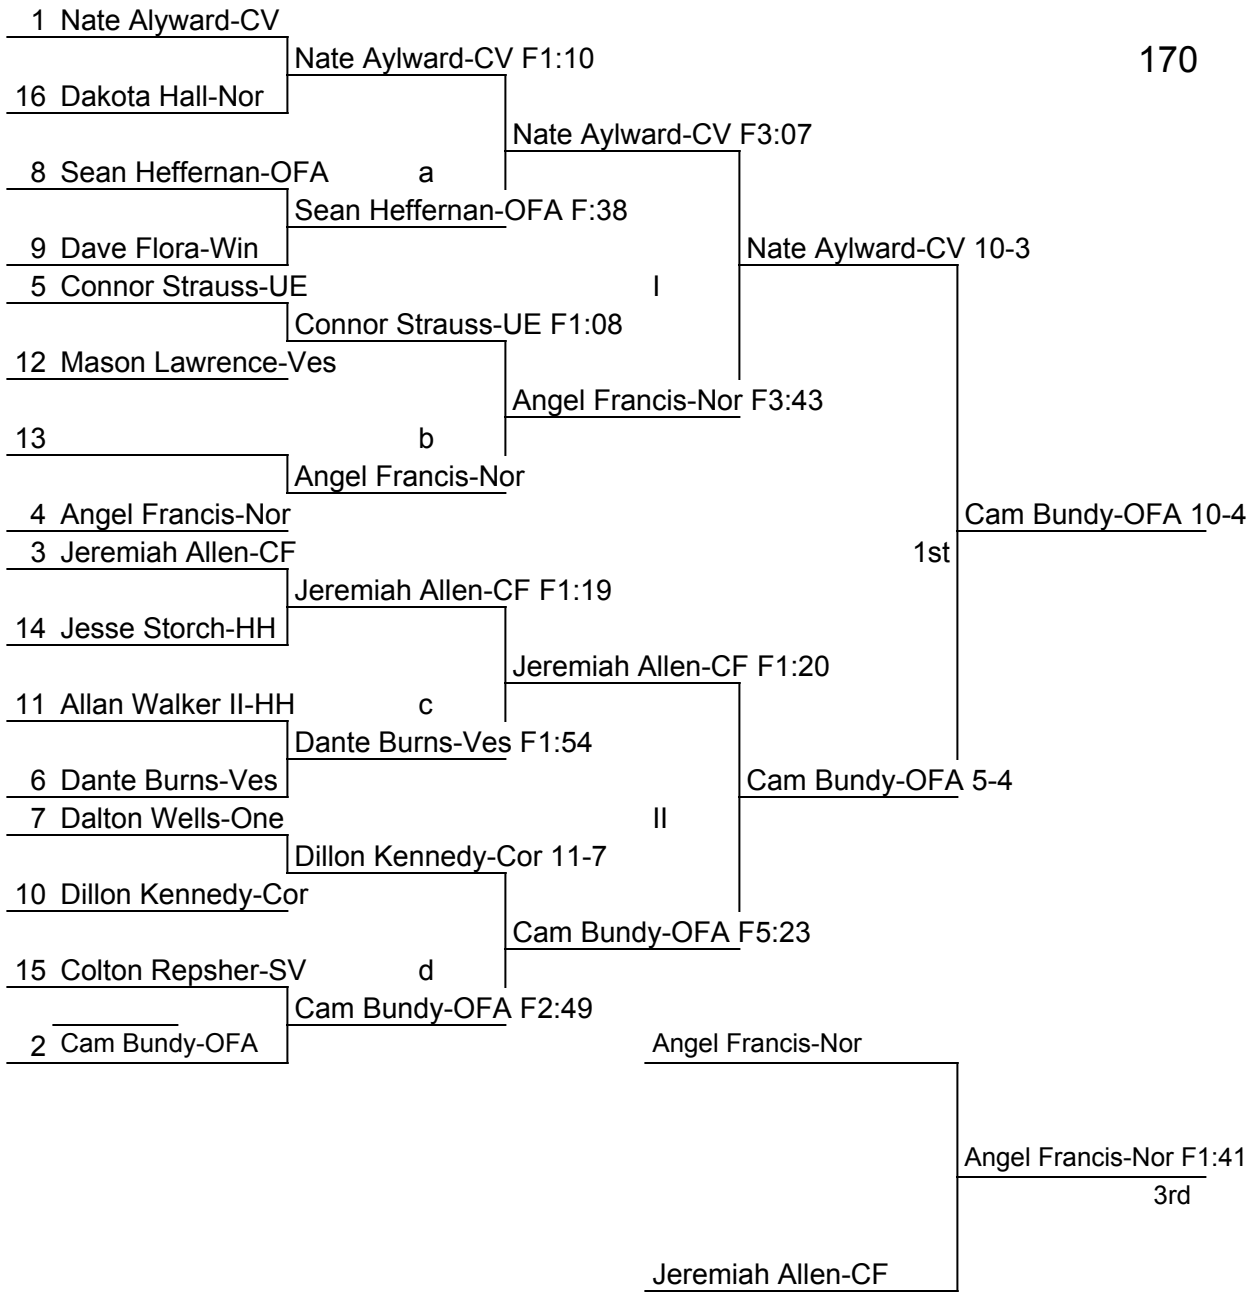 1 Nate Alyward-CV
Nate Aylward-CV F1:10
170
16 Dakota Hall-Nor
Nate Aylward-CV F3:07
8 Sean Heffernan-OFA a
Sean Heffernan-OFA F:38
9 Dave Flora-Win
Nate Aylward-CV 10-3
5 Connor Strauss-UE I
Connor Strauss-UE F1:08
12 Mason Lawrence-Ves
Angel Francis-Nor F3:43
13 b
Angel Francis-Nor
4 Angel Francis-Nor
Cam Bundy-OFA 10-4
3 Jeremiah Allen-CF
1st
Jeremiah Allen-CF F1:19
14 Jesse Storch-HH
Jeremiah Allen-CF F1:20
11 Allan Walker II-HH c
Dante Burns-Ves F1:54
6 Dante Burns-Ves
Cam Bundy-OFA 5-4
7 Dalton Wells-One II
Dillon Kennedy-Cor 11-7
10 Dillon Kennedy-Cor
Cam Bundy-OFA F5:23
15 Colton Repsher-SV d
Cam Bundy-OFA F2:49
2 Cam Bundy-OFA
Angel Francis-Nor
Angel Francis-Nor F1:41
3rd
Jeremiah Allen-CF